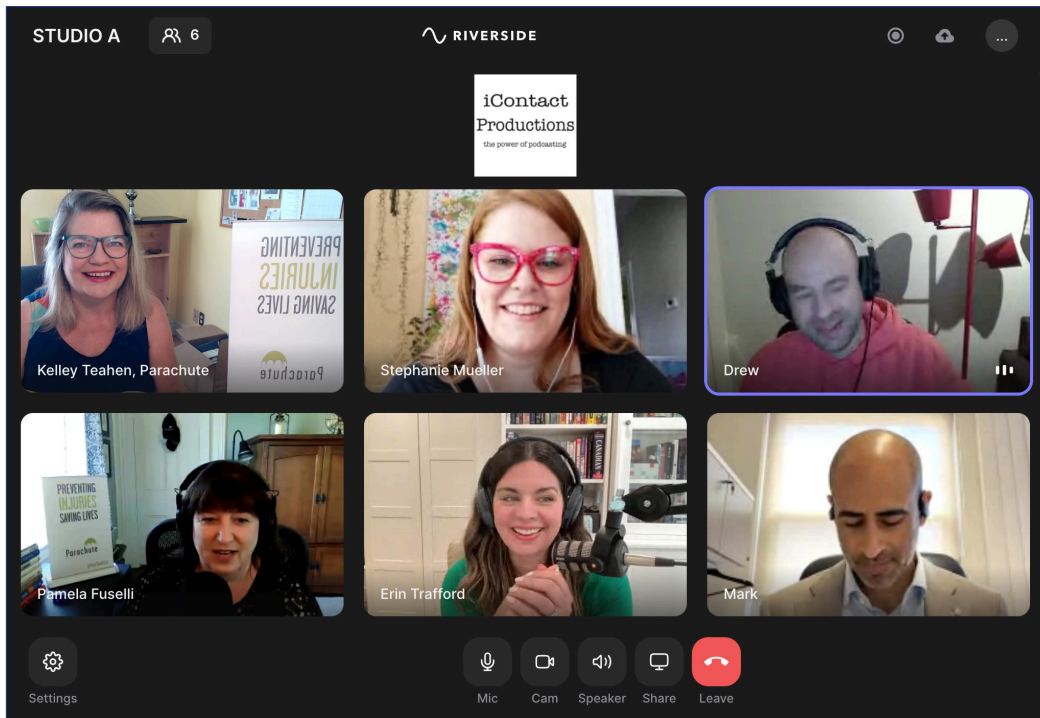 STUDIO A
6
RIVERSIDE
...
iContact
Productions
the power of podcasting
PREVENTING
INJURIES
SAVING LIVES
Parachute
Kelley Teahen, Parachute
Stephanie Mueller
Drew
PREVENTING
INJURIES
SAVING LIVES
Parachute
Pamela Fuselli
CANADIAN
Erin Trafford
Mark
Settings
Mic
Cam
Speaker
Share
Leave